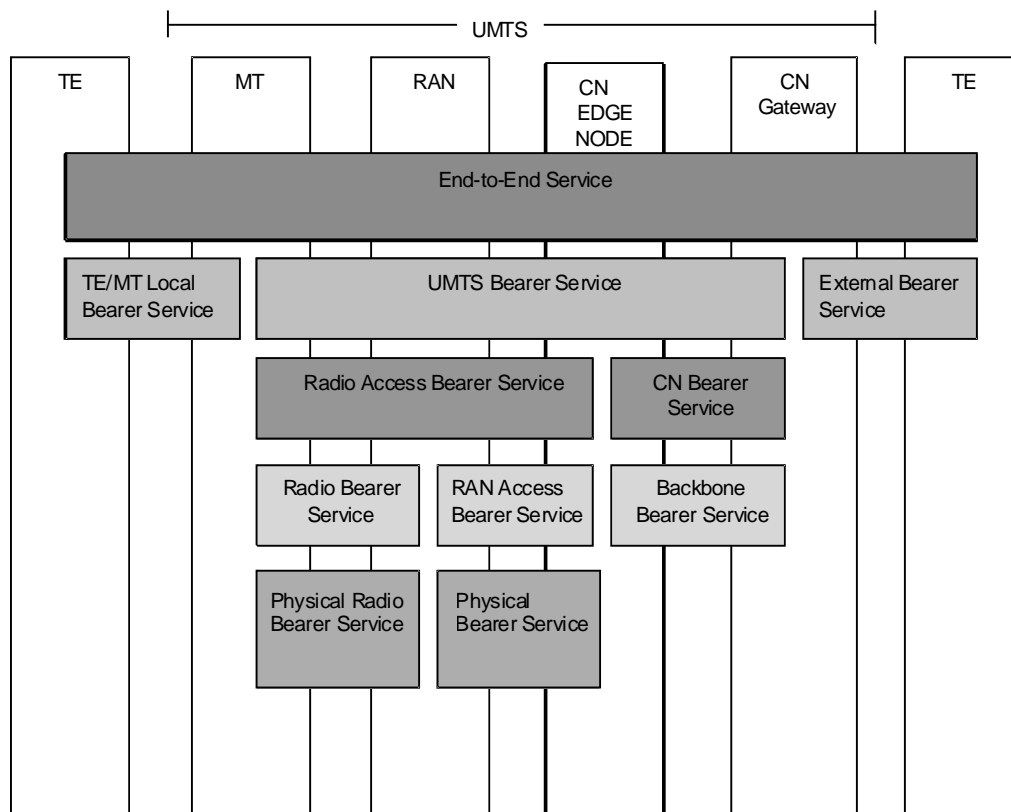 UMTS
TE
MT
RAN
CN
EDGE
NODE
CN
Gateway
TE
End-to-End Service
TE/MT Local
Bearer Service
UMTS Bearer Service
External Bearer
Service
Radio Access Bearer Service
CN Bearer
Service
Radio Bearer
Service
RAN Access
Bearer Service
Backbone
Bearer Service
Physical Radio
Bearer Service
Physical
Bearer Service